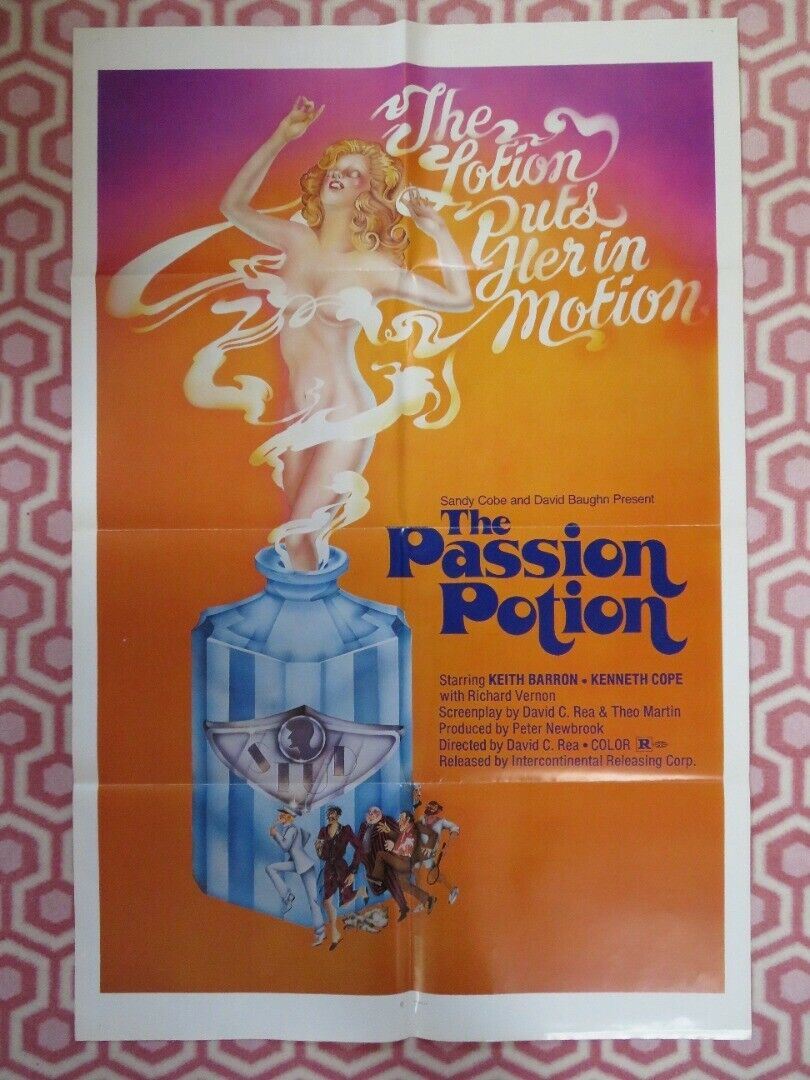 The
Lotion
Puts
Her in
Motion
Sandy Cobe and David Baughn Present
The
Passion
Potion
Starring KEITH BARRON • KENNETH COPE
with Richard Vernon
Screenplay by David C. Rea & Theo Martin
Produced by Peter Newbrook
Directed by David C. Rea • COLOR R
Released by Intercontinental Releasing Corp.